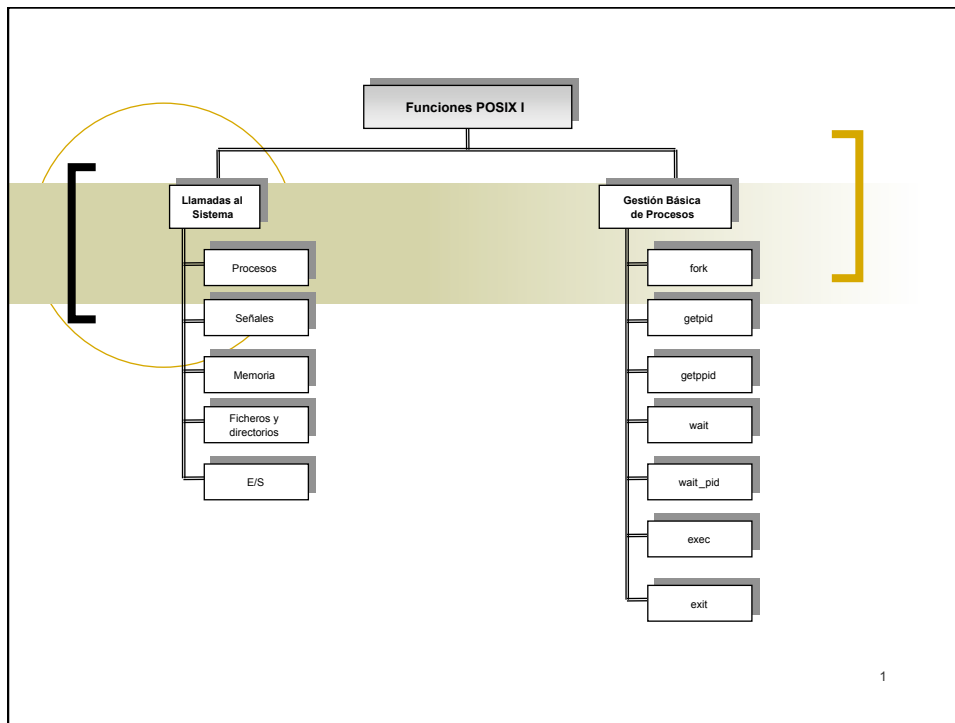 Funciones POSIX I
Llamadas al
Sistema
Procesos
Señales
Memoria
Ficheros y
directorios
E/S
Gestión Básica
de Procesos
fork
getpid
getppid
wait
wait_pid
exec
exit
1